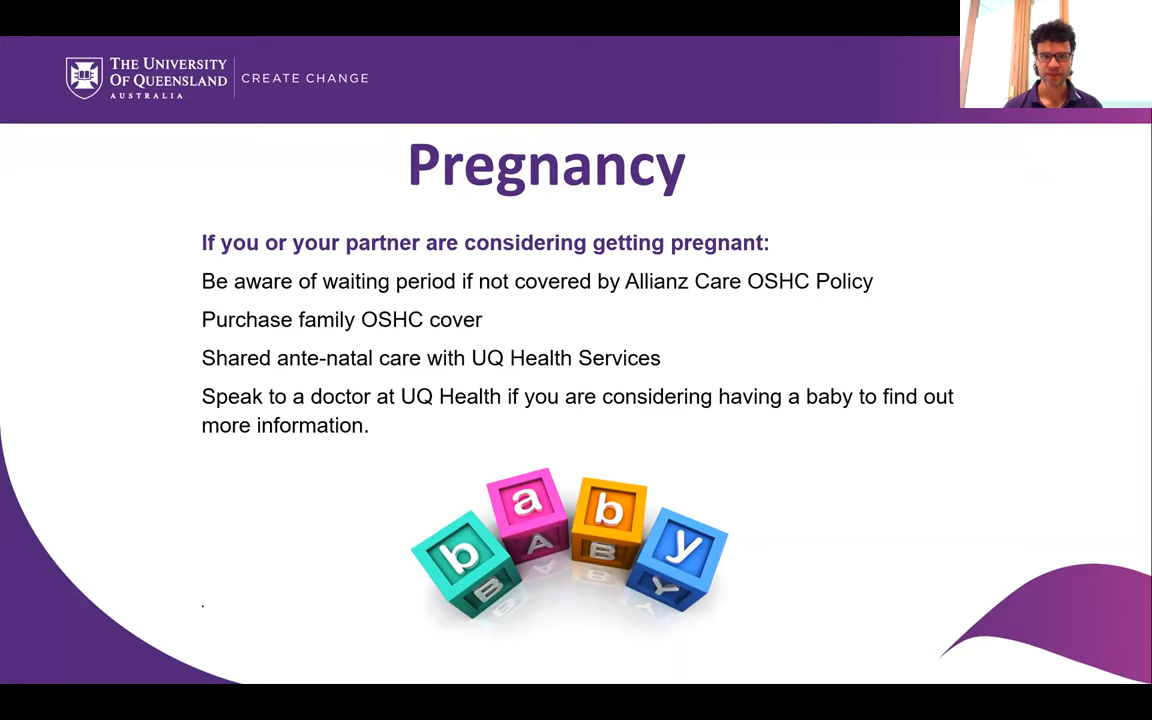 THE UNIVERSITY
OF QUEENSLAND
AUSTRALIA
CREATE CHANGE
Pregnancy
If you or your partner are considering getting pregnant:
Be aware of waiting period if not covered by Allianz Care OSHC Policy
Purchase family OSHC cover
Shared ante-natal care with UQ Health Services
Speak to a doctor at UQ Health if you are considering having a baby to find out
more information.
b a b y
B A B Y
.